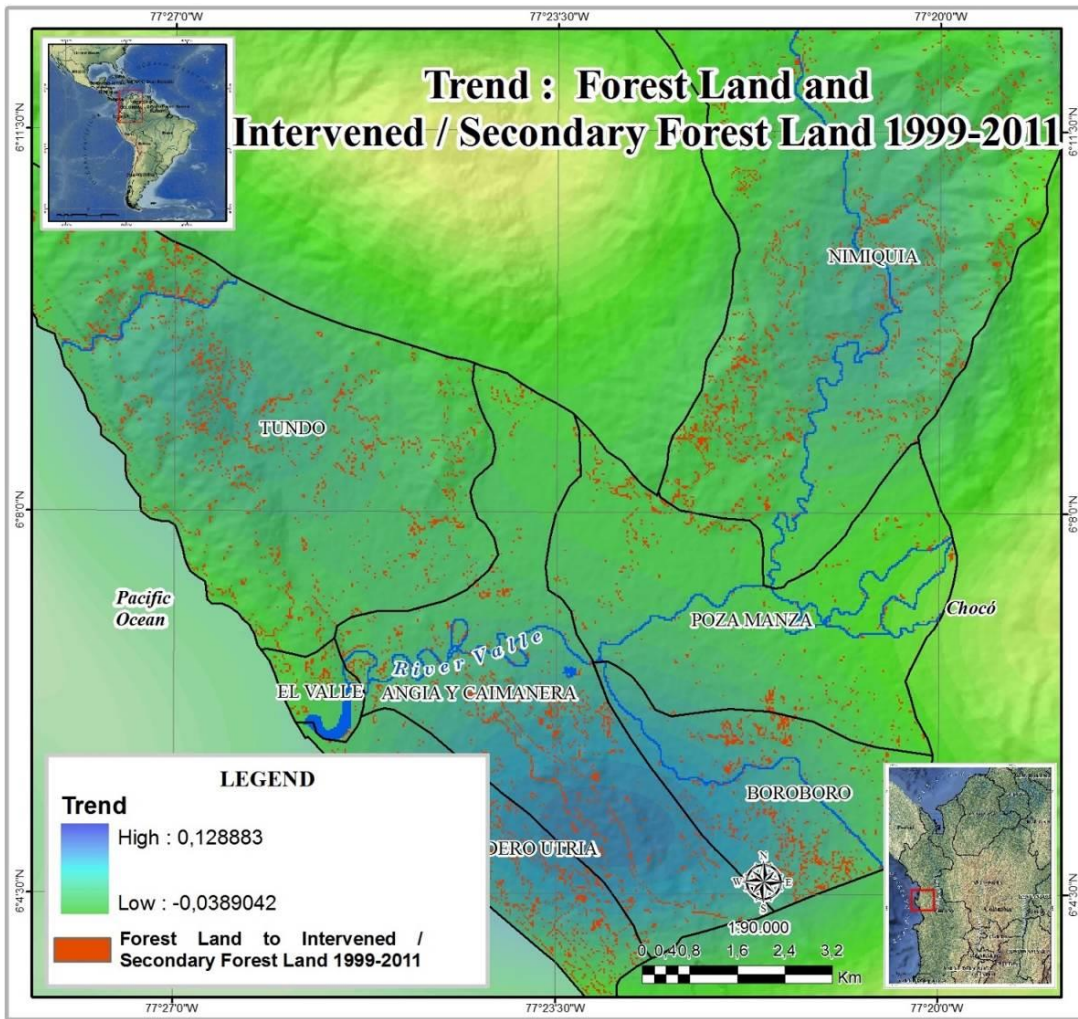 77°27'0"W
77°23'30"W
77°20'0"W
Trend : Forest Land and
Intervened / Secondary Forest Land 1999-2011
6°11'30"N
6°11'30"N
NIMIQUIA
TUNDO
6°8'0"N
6°8'0"N
Pacific
Ocean
POZA MANZA
Chocó
River Valle
EL VALLE
ANGIA Y CAIMANERA
BOROBORO
DERO UTRIA
LEGEND
Trend
High : 0,128883
Low : -0,0389042
Forest Land to Intervened /
Secondary Forest Land 1999-2011
N
W E
S
6°4'30"N
6°4'30"N
1:90.000
0 0,40,8 1,6 2,4 3,2
Km
77°27'0"W
77°23'30"W
77°20'0"W